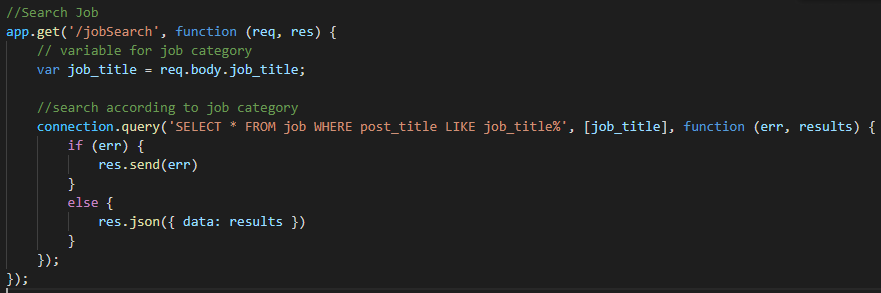 //Search Job
app.get('/jobSearch', function (req, res) {
    // variable for job category
    var job_title = req.body.job_title;

    //search according to job category
    connection.query('SELECT * FROM job WHERE post_title LIKE job_title%', [job_title], function (err, results) {
        if (err) {
            res.send(err)
        }
        else {
            res.json({ data: results })
        }
    });
});